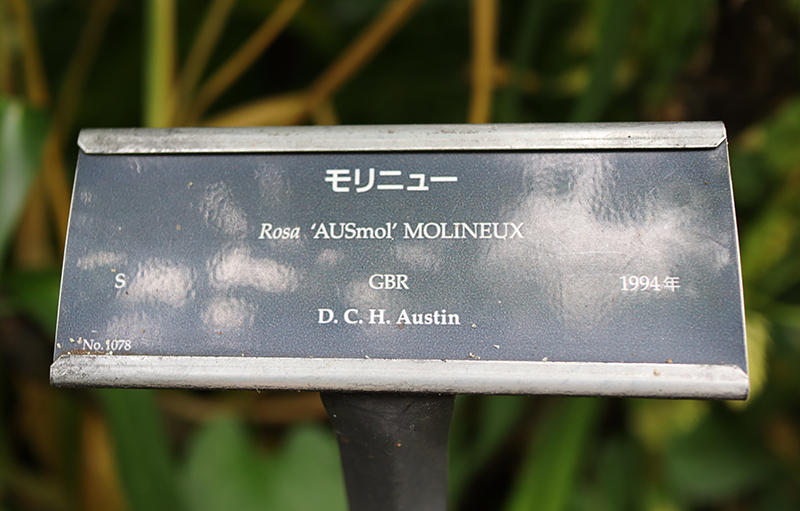 モリニュー
Rosa 'AUSmol' MOLINEUX
S GBR 1994年
D. C. H. Austin
No. 1078